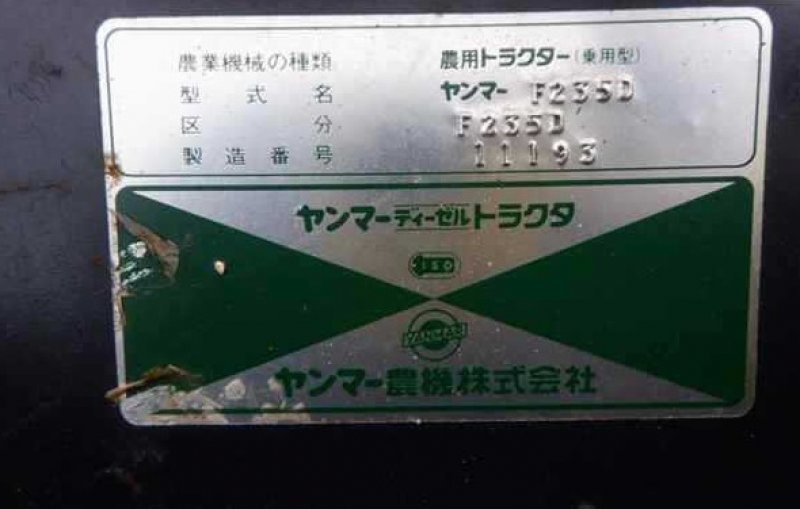 農業機械の種類 農用トラクター(乗用型)
型式名 ヤンマー F235D
区分 F235D
製造番号 11193
ヤンマーディーゼルトラクタ
ISO
YANMAR
ヤンマー農機株式会社